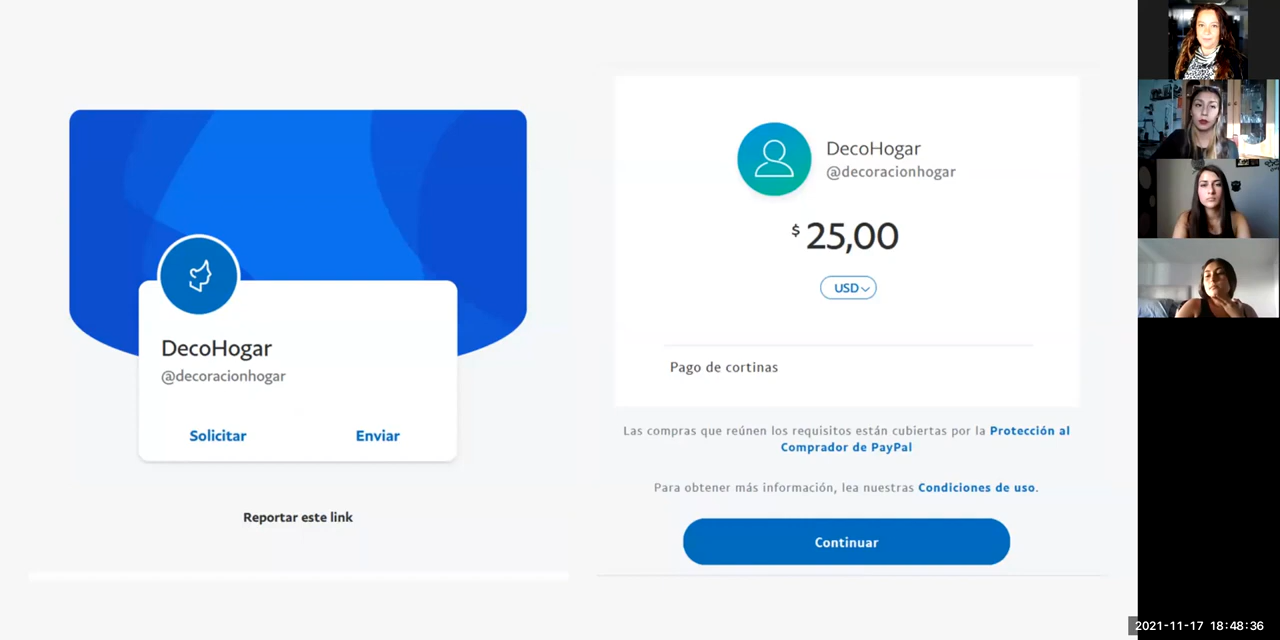 DecoHogar
@decoracionhogar
Solicitar
Enviar
Reportar este link
DecoHogar
@decoracionhogar
$ 25,00
USD
Pago de cortinas
Las compras que reúnen los requisitos están cubiertas por la Protección al
Comprador de PayPal
Para obtener más información, lea nuestras Condiciones de uso.
Continuar
2021-11-17 18:48:36